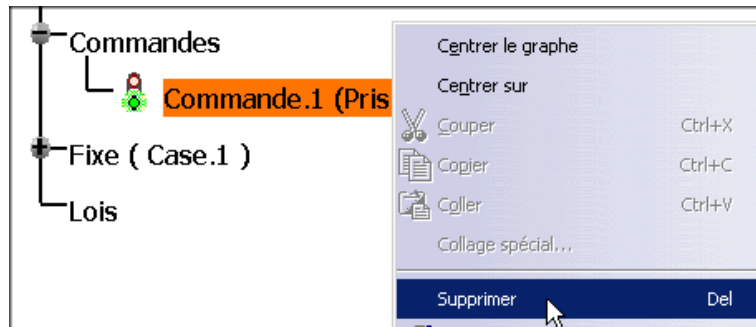 Commandes
Commande.1 (Pris
Fixe ( Case.1 )
Lois
Centrer le graphe
Centrer sur
Couper Ctrl+X
Copier Ctrl+C
Coller Ctrl+V
Collage spécial...
Supprimer Del